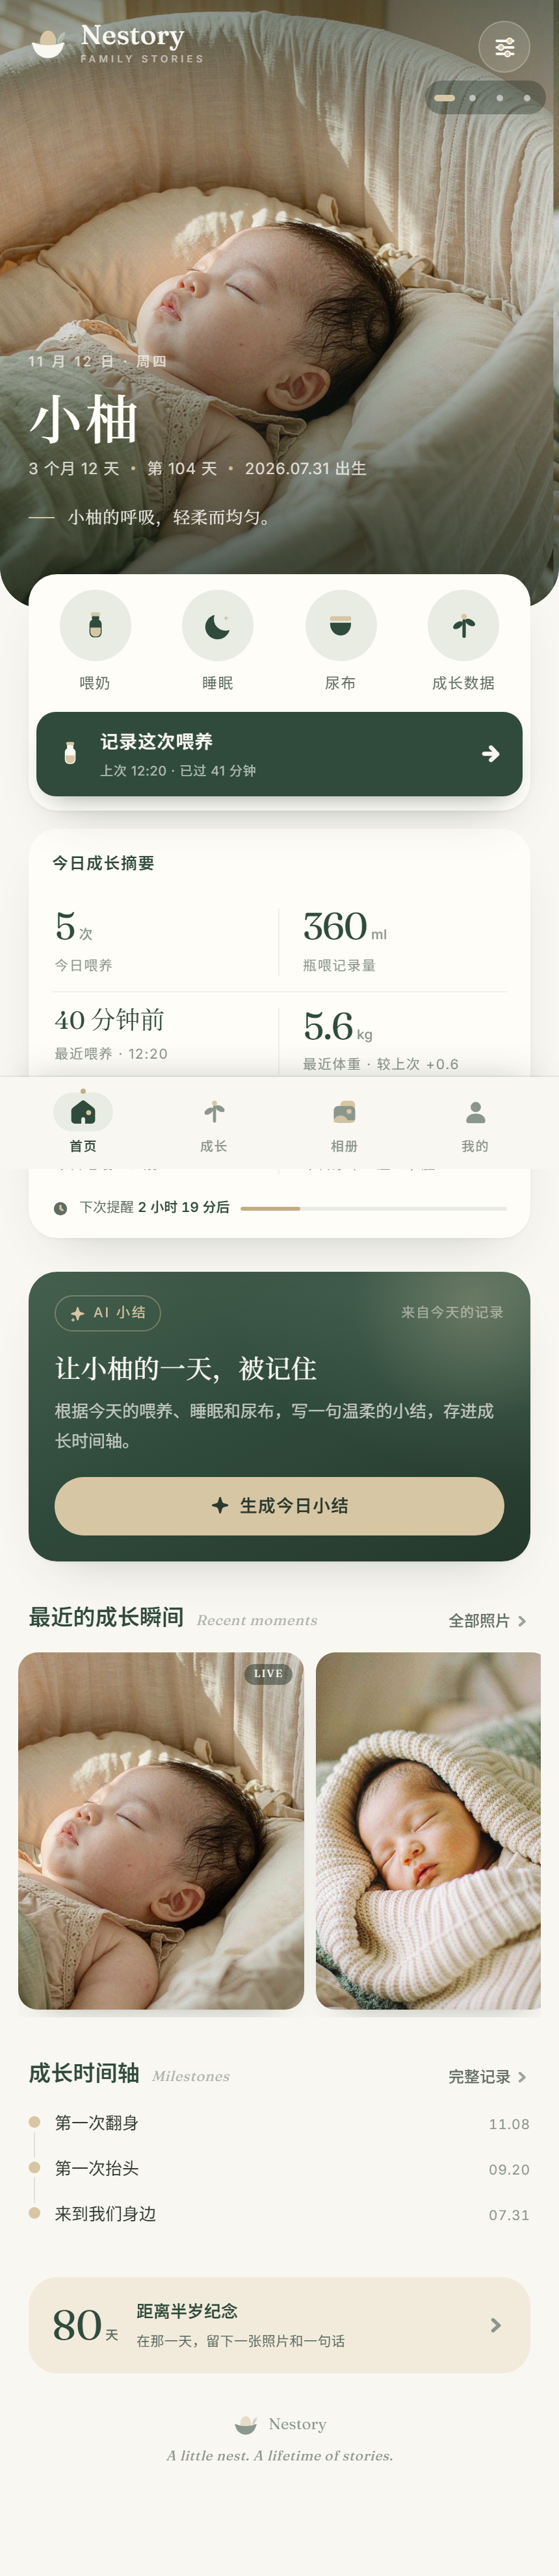 Nestory
FAMILY STORIES
11 月 12 日 · 周四
小柚
3 个月 12 天 • 第 104 天 • 2026.07.31 出生
小柚的呼吸，轻柔而均匀。
喂奶 睡眠 尿布 成长数据
记录这次喂养
上次 12:20 · 已过 41 分钟
今日成长摘要
5 次 360 ml
今日喂养 瓶喂记录量
40 分钟前 5.6 kg
最近喂养 · 12:20 最近体重 · 较上次 +0.6
首页 成长 相册 我的
下次提醒 2 小时 19 分后
AI 小结 来自今天的记录
让小柚的一天，被记住
根据今天的喂养、睡眠和尿布，写一句温柔的小结，存进成
长时间轴。
生成今日小结
最近的成长瞬间 Recent moments 全部照片
LIVE
成长时间轴 Milestones 完整记录
第一次翻身 11.08
第一次抬头 09.20
来到我们身边 07.31
80 天 距离半岁纪念
在那一天，留下一张照片和一句话
Nestory
A little nest. A lifetime of stories.